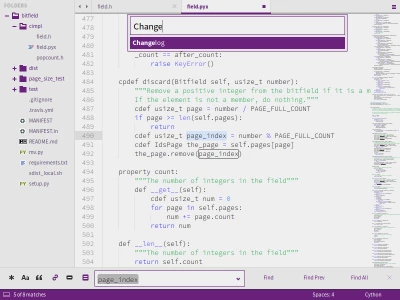 FOLDERS
bitfield
cimpl
field.h
field.pyx
popcount.h
dist
page_size_test
test
.gitignore
.travis.yml
MANIFEST
MANIFEST.in
README.md
mv.py
requirements.txt
sdist_local.sh
setup.py
field.h
field.pyx
Change
Changelog
477
478
480
481 _count == after_count:
482 raise KeyError()
483
484 cpdef discard(Bitfield self, usize_t number):
485 """Remove a positive integer from the bitfield if it is a m
486 If the element is not a member, do nothing."""
487 cdef usize_t page = number / PAGE_FULL_COUNT
488 if page >= len(self.pages):
489 return
490 cdef usize_t page_index = number % PAGE_FULL_COUNT
491 cdef IdsPage the_page = self.pages[page]
492 the_page.remove(page_index)
493
494 property count:
495 """The number of integers in the field"""
496 def __get__(self):
497 cdef usize_t num = 0
498 for page in self.pages:
499 num += page.count
500 return num
501
502 def __len__(self):
503 """The number of integers in the field"""
504 return self.count
.* Aa “”
page_index
Find
Find Prev
Find All
5 of 8 matches
Spaces: 4
Cython